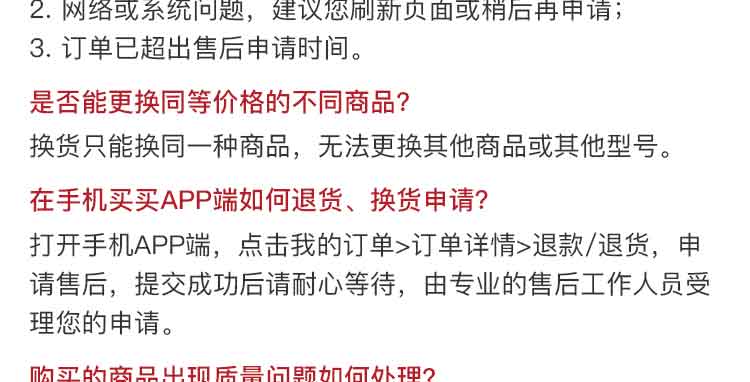 2. 网络或系统问题，建议您刷新页面或稍后再申请；
3. 订单已超出售后申请时间。
是否能更换同等价格的不同商品？
换货只能换同一种商品，无法更换其他商品或其他型号。
在手机买买APP端如何退货、换货申请？
打开手机APP端，点击我的订单>订单详情>退款/退货，申
请售后，提交成功后请耐心等待，由专业的售后工作人员受
理您的申请。
购买的商品出现质量问题如何处理？